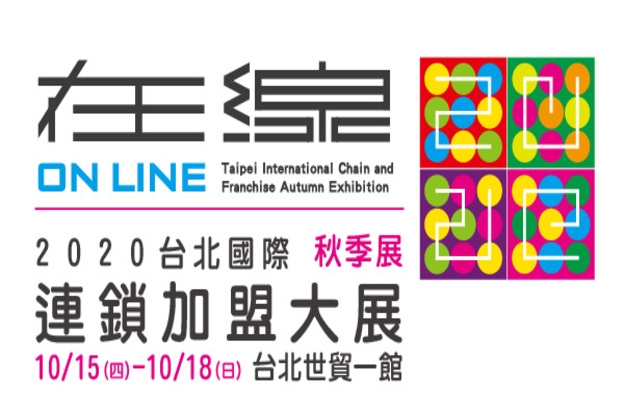 在線
ON LINE
Taipei International Chain and
Franchise Autumn Exhibition
2020台北國際 秋季展
連鎖加盟大展
10/15(四)-10/18(日) 台北世貿一館